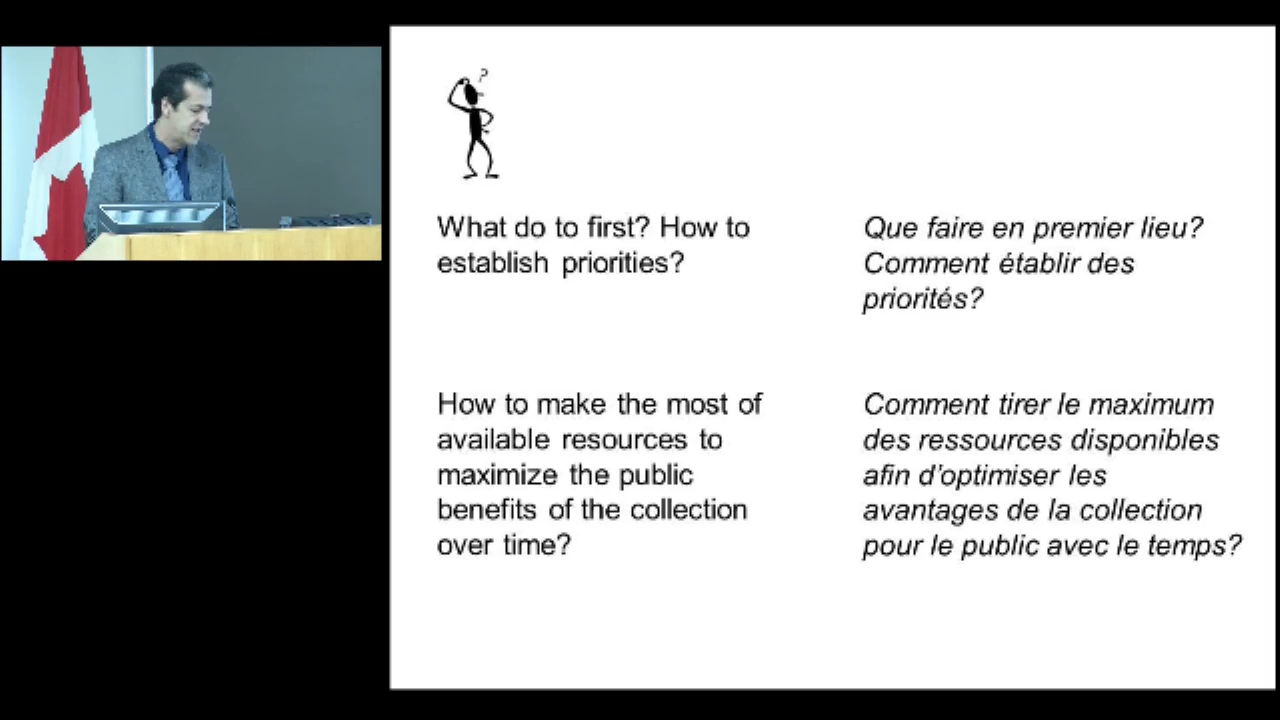 ?
What do to first? How to
establish priorities?
How to make the most of
available resources to
maximize the public
benefits of the collection
over time?
Que faire en premier lieu?
Comment établir des
priorités?
Comment tirer le maximum
des ressources disponibles
afin d'optimiser les
avantages de la collection
pour le public avec le temps?